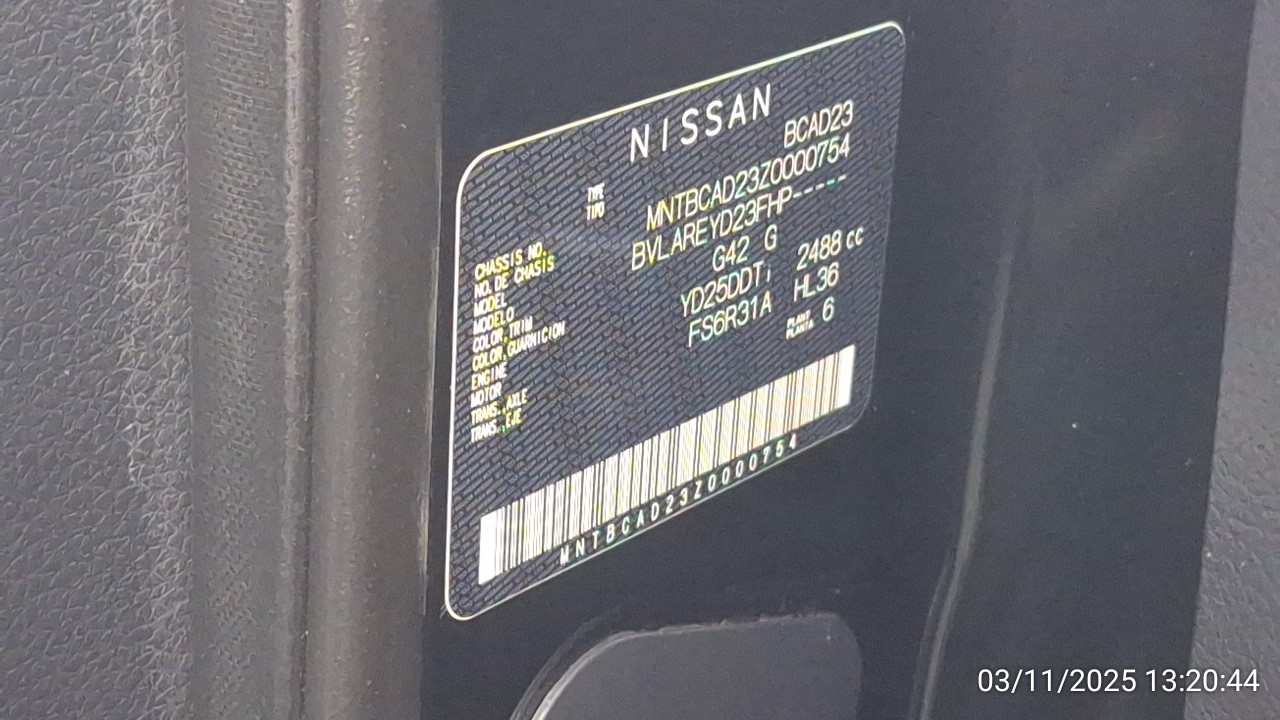 NISSAN
TYPE
TIPO
BCAD23
CHASSIS NO.
NO. DE CHASIS
MNTBCAD23Z0000754
MODEL
MODELO
BVLAREYD23FHP-----
COLOR,TRIM
COLOR,GUARNICION
G42 G
ENGINE
MOTOR
YD25DDTi 2488 cc
TRANS.,AXLE
TRANS.,EJE
FS6R31A HL36
PLANT
PLANTA
6
MNTBCAD23Z0000754
03/11/2025 13:20:44